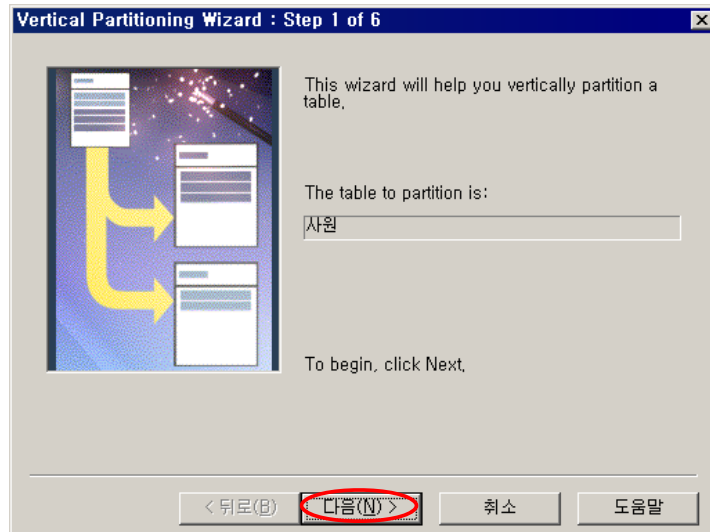 Vertical Partitioning Wizard : Step 1 of 6
This wizard will help you vertically partition a
table,
The table to partition is:
사원
To begin, click Next,
< 뒤로(B)
다음(N) >
취소
도움말